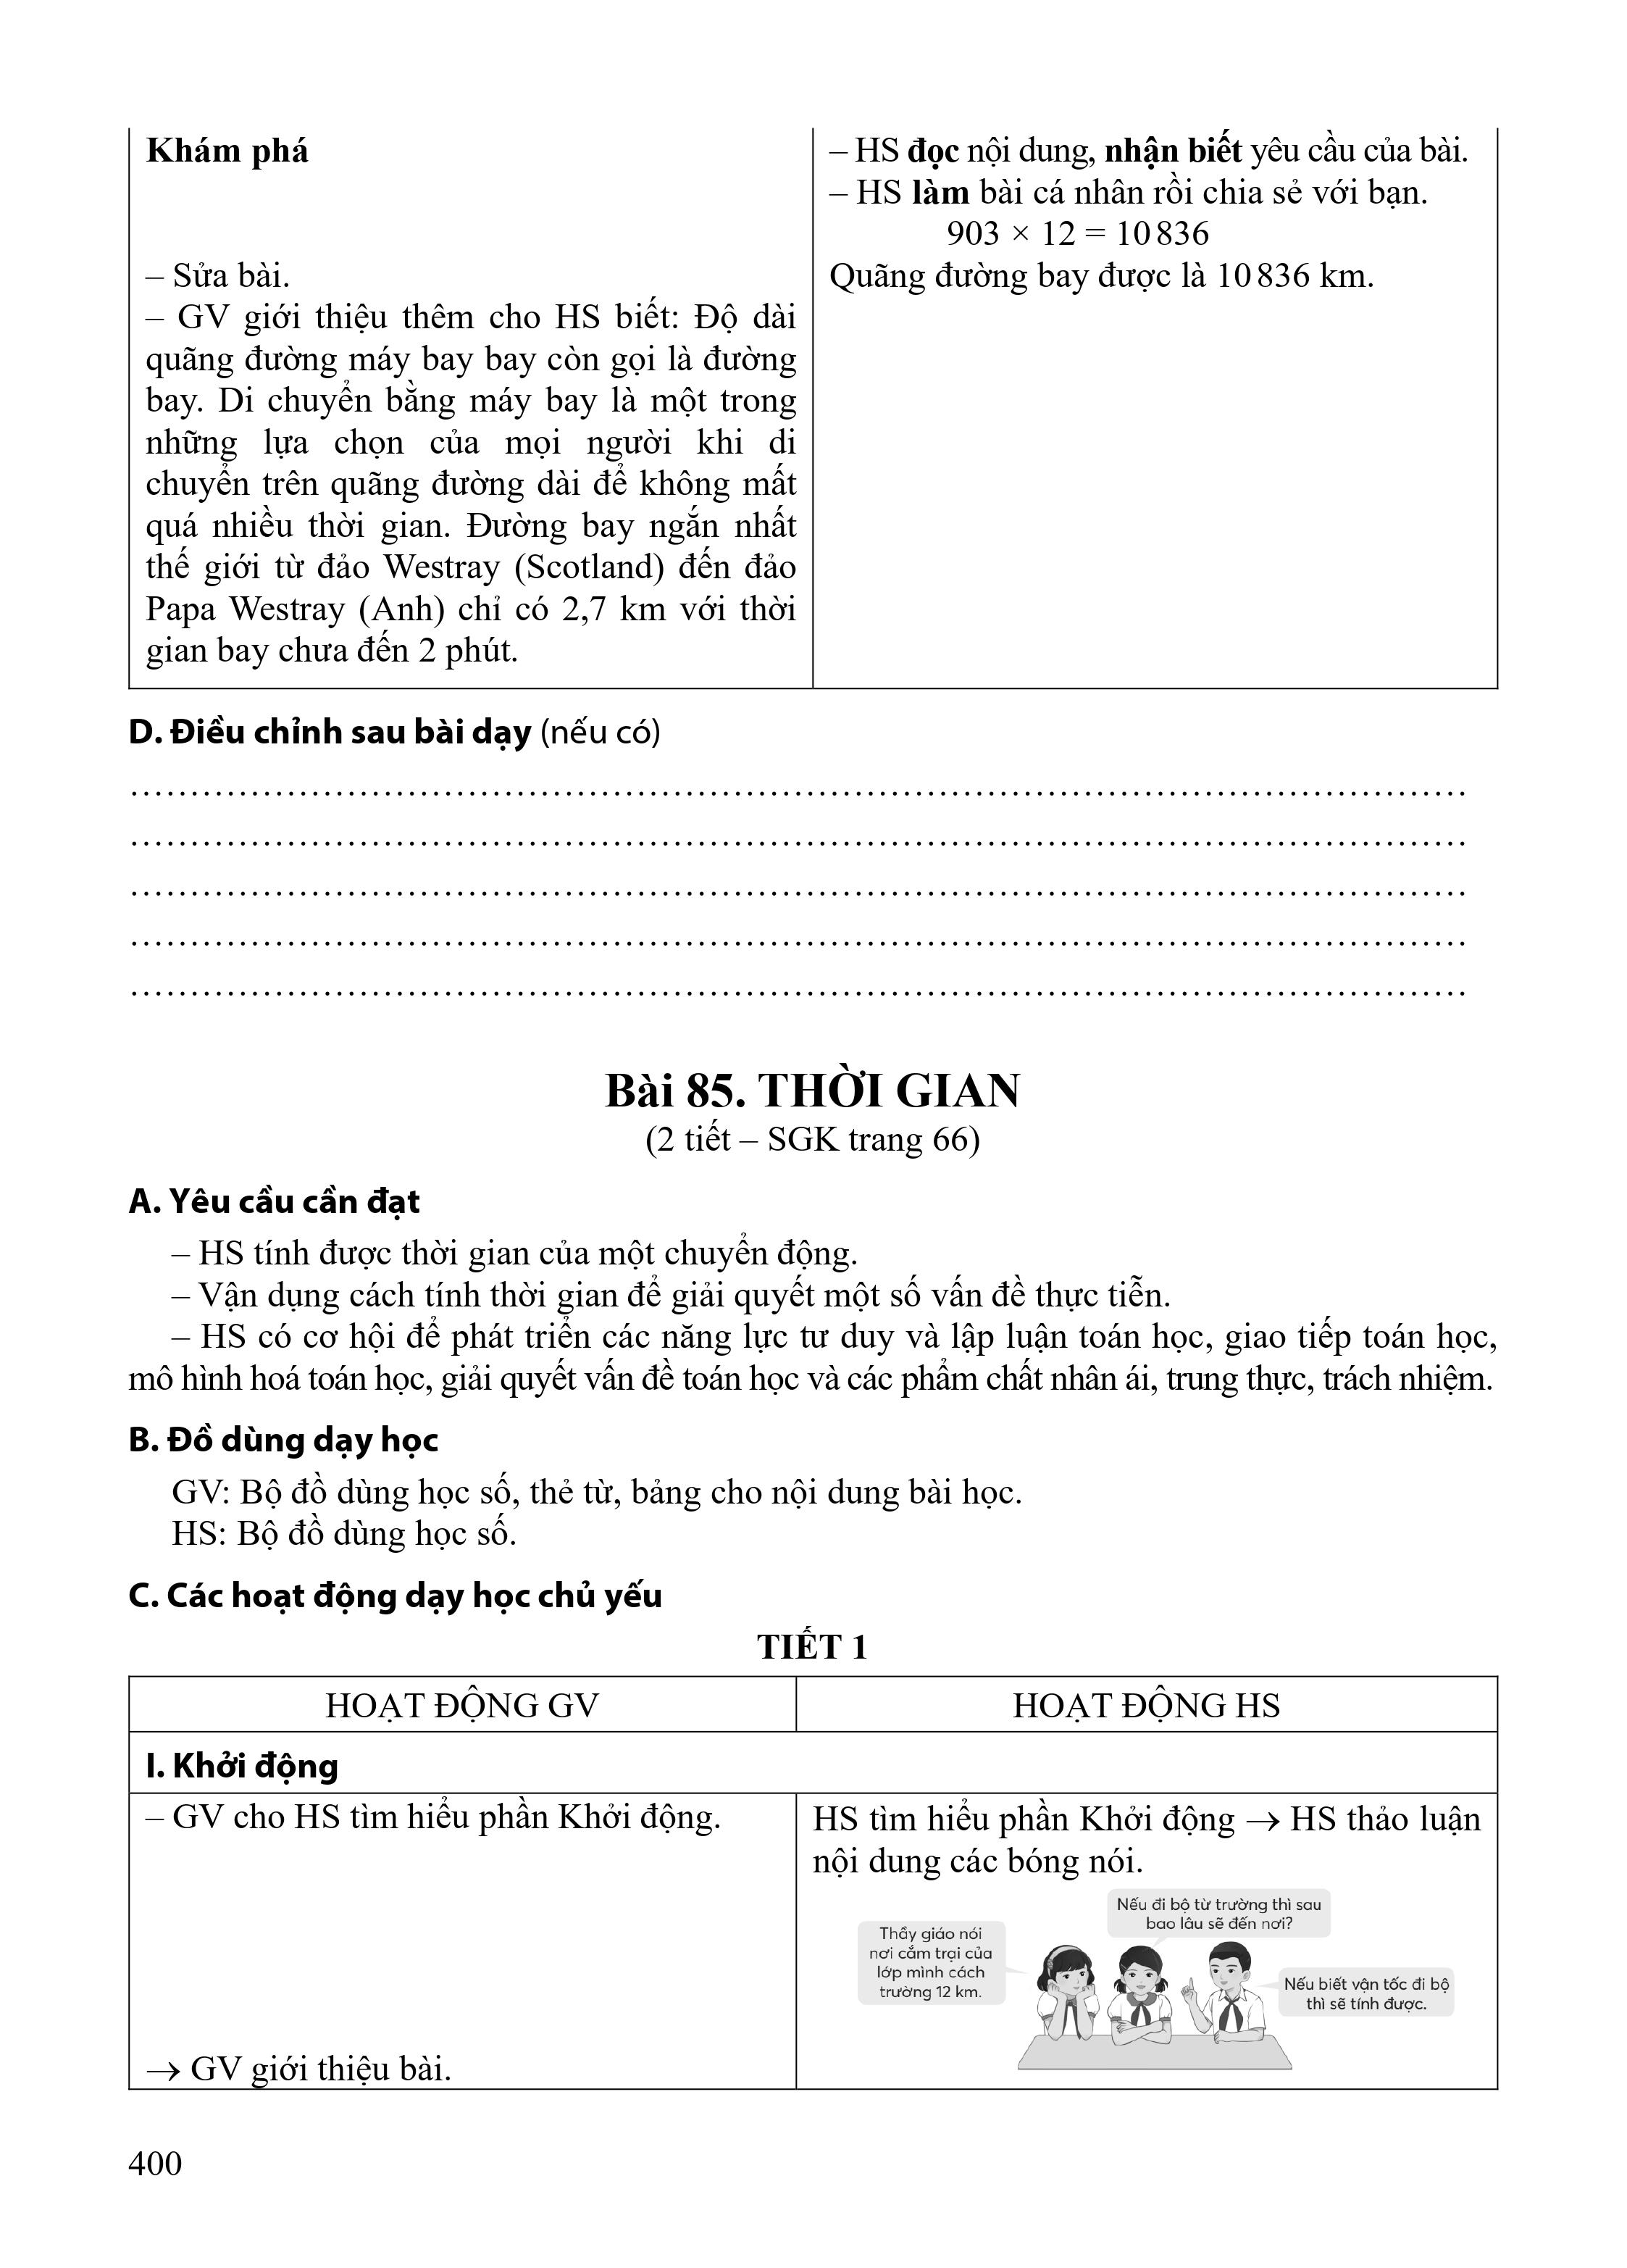 Khám phá
– Sửa bài.
– GV giới thiệu thêm cho HS biết: Độ dài
quãng đường máy bay bay còn gọi là đường
bay. Di chuyển bằng máy bay là một trong
những lựa chọn của mọi người khi di
chuyển trên quãng đường dài để không mất
quá nhiều thời gian. Đường bay ngắn nhất
thế giới từ đảo Westray (Scotland) đến đảo
Papa Westray (Anh) chỉ có 2,7 km với thời
gian bay chưa đến 2 phút.
– HS đọc nội dung, nhận biết yêu cầu của bài.
– HS làm bài cá nhân rồi chia sẻ với bạn.
903 × 12 = 10 836
Quãng đường bay được là 10 836 km.
D. Điều chỉnh sau bài dạy (nếu có)
Bài 85. THỜI GIAN
(2 tiết – SGK trang 66)
A. Yêu cầu cần đạt
– HS tính được thời gian của một chuyển động.
– Vận dụng cách tính thời gian để giải quyết một số vấn đề thực tiễn.
– HS có cơ hội để phát triển các năng lực tư duy và lập luận toán học, giao tiếp toán học,
mô hình hoá toán học, giải quyết vấn đề toán học và các phẩm chất nhân ái, trung thực, trách nhiệm.
B. Đồ dùng dạy học
GV: Bộ đồ dùng học số, thẻ từ, bảng cho nội dung bài học.
HS: Bộ đồ dùng học số.
C. Các hoạt động dạy học chủ yếu
TIẾT 1
HOẠT ĐỘNG GV
HOẠT ĐỘNG HS
I. Khởi động
– GV cho HS tìm hiểu phần Khởi động.
→ GV giới thiệu bài.
HS tìm hiểu phần Khởi động → HS thảo luận
nội dung các bóng nói.
Thầy giáo nói
nơi cắm trại của
lớp mình cách
trường 12 km.
Nếu đi bộ từ trường thì sau
bao lâu sẽ đến nơi?
Nếu biết vận tốc đi bộ
thì sẽ tính được.
400